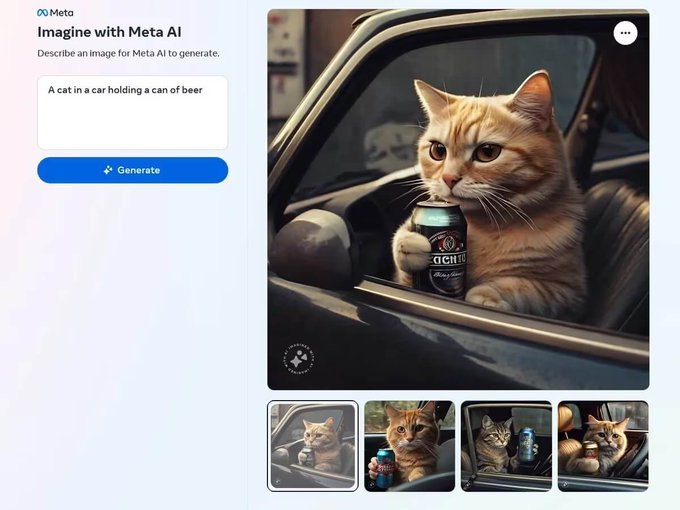 Meta
Imagine with Meta AI
Describe an image for Meta AI to generate.
A cat in a car holding a can of beer
Generate
IMAGINED WITH AI